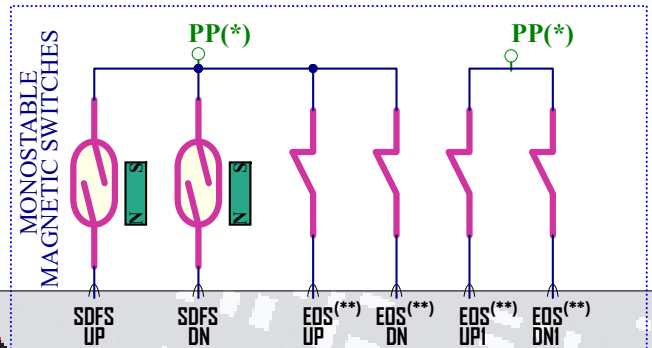 PP(*) PP(*)
MONOSTABLE
MAGNETIC SWITCHES
N S N S
SDFS SDFS EOS(**) EOS(**) EOS(**) EOS(**)
UP DN UP DN UP1 DN1